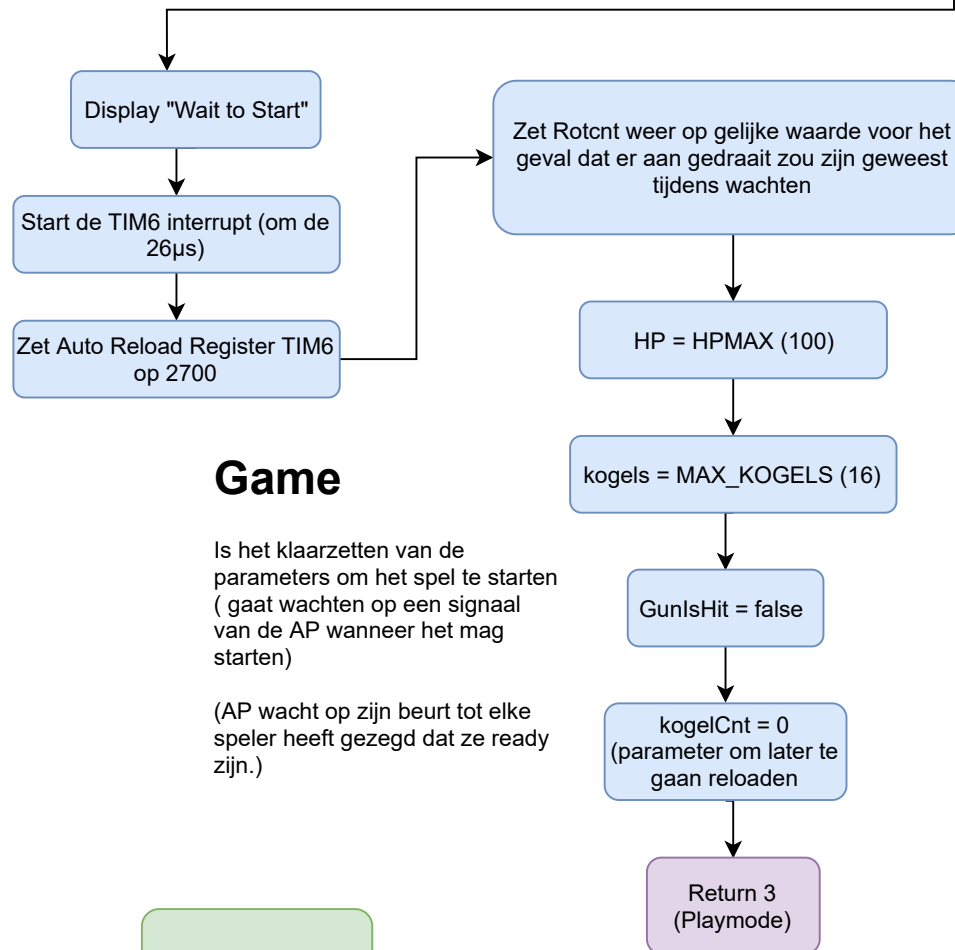 Display "Wait to Start"
Start de TIM6 interrupt (om de
26µs)
Zet Auto Reload Register TIM6
op 2700
Zet Rotcnt weer op gelijke waarde voor het
geval dat er aan gedraait zou zijn geweest
tijdens wachten
HP = HPMAX (100)
kogels = MAX_KOGELS (16)
GunIsHit = false
kogelCnt = 0
(parameter om later te
gaan reloaden
Return 3
(Playmode)
Game
Is het klaarzetten van de
parameters om het spel te starten
( gaat wachten op een signaal
van de AP wanneer het mag
starten)
(AP wacht op zijn beurt tot elke
speler heeft gezegd dat ze ready
zijn.)